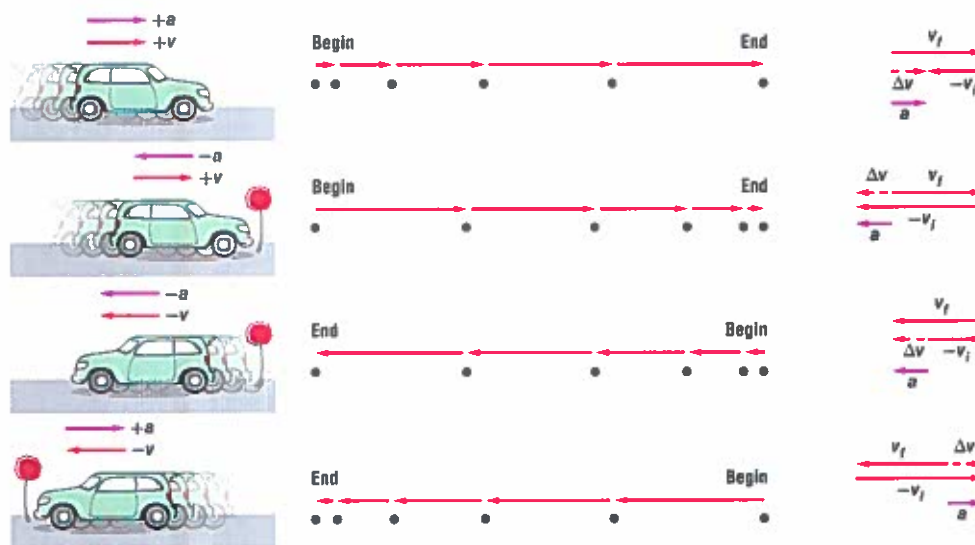 +a
+v
Begin End
v_f
Δv -v_i
a
-a
+v
Begin End
Δv v_f
-v_i
a
-a
-v
End Begin
v_f
Δv -v_i
a
+a
-v
End Begin
v_f Δv
-v_i
a